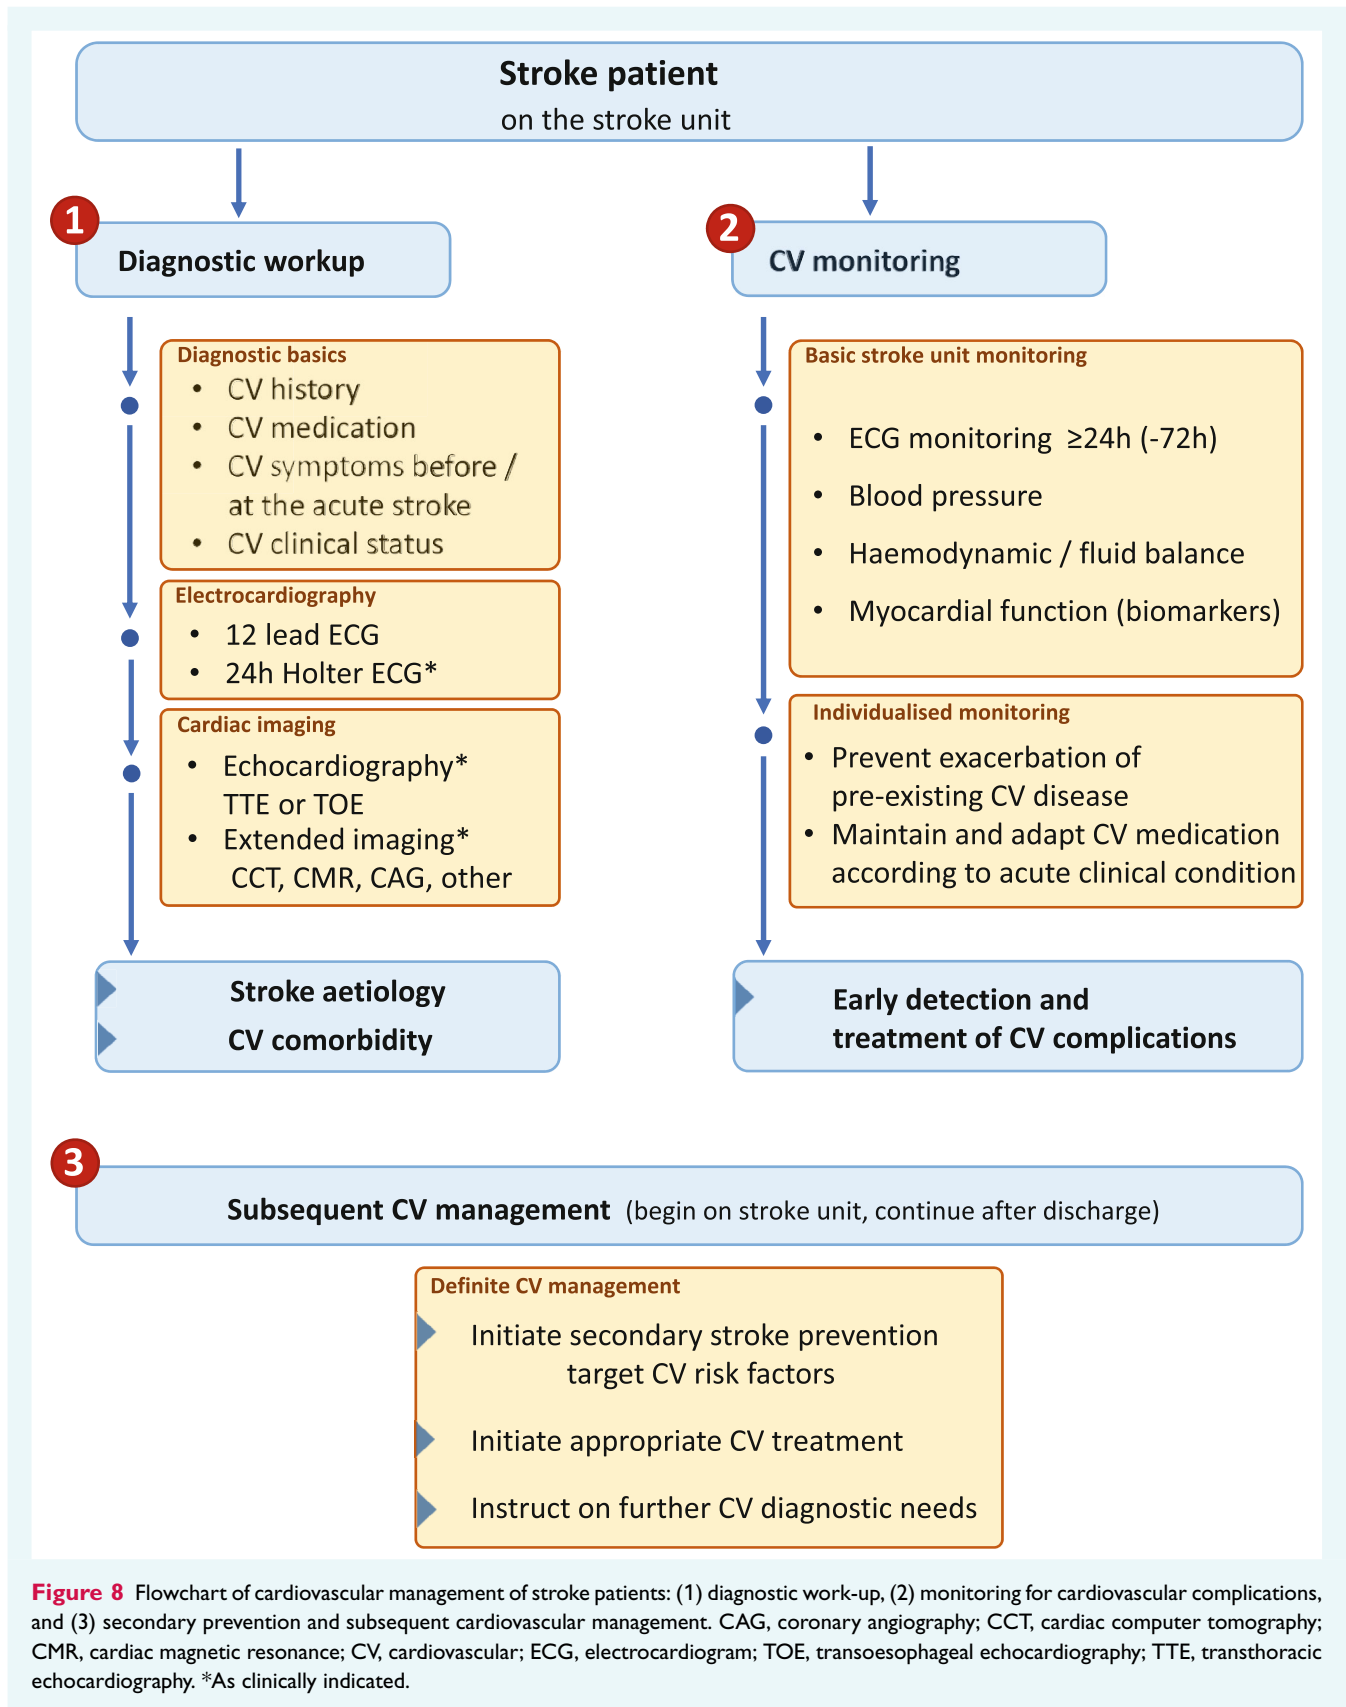 Stroke patient
on the stroke unit
1
Diagnostic workup
Diagnostic basics
• CV history
• CV medication
• CV symptoms before /
at the acute stroke
• CV clinical status
Electrocardiography
• 12 lead ECG
• 24h Holter ECG*
Cardiac imaging
• Echocardiography*
TTE or TOE
• Extended imaging*
CCT, CMR, CAG, other
Stroke aetiology
CV comorbidity
2
CV monitoring
Basic stroke unit monitoring
• ECG monitoring ≥24h (-72h)
• Blood pressure
• Haemodynamic / fluid balance
• Myocardial function (biomarkers)
Individualised monitoring
• Prevent exacerbation of
pre-existing CV disease
• Maintain and adapt CV medication
according to acute clinical condition
Early detection and
treatment of CV complications
3
Subsequent CV management (begin on stroke unit, continue after discharge)
Definite CV management
Initiate secondary stroke prevention
target CV risk factors
Initiate appropriate CV treatment
Instruct on further CV diagnostic needs
Figure 8 Flowchart of cardiovascular management of stroke patients: (1) diagnostic work-up, (2) monitoring for cardiovascular complications,
and (3) secondary prevention and subsequent cardiovascular management. CAG, coronary angiography; CCT, cardiac computer tomography;
CMR, cardiac magnetic resonance; CV, cardiovascular; ECG, electrocardiogram; TOE, transoesophageal echocardiography; TTE, transthoracic
echocardiography. *As clinically indicated.